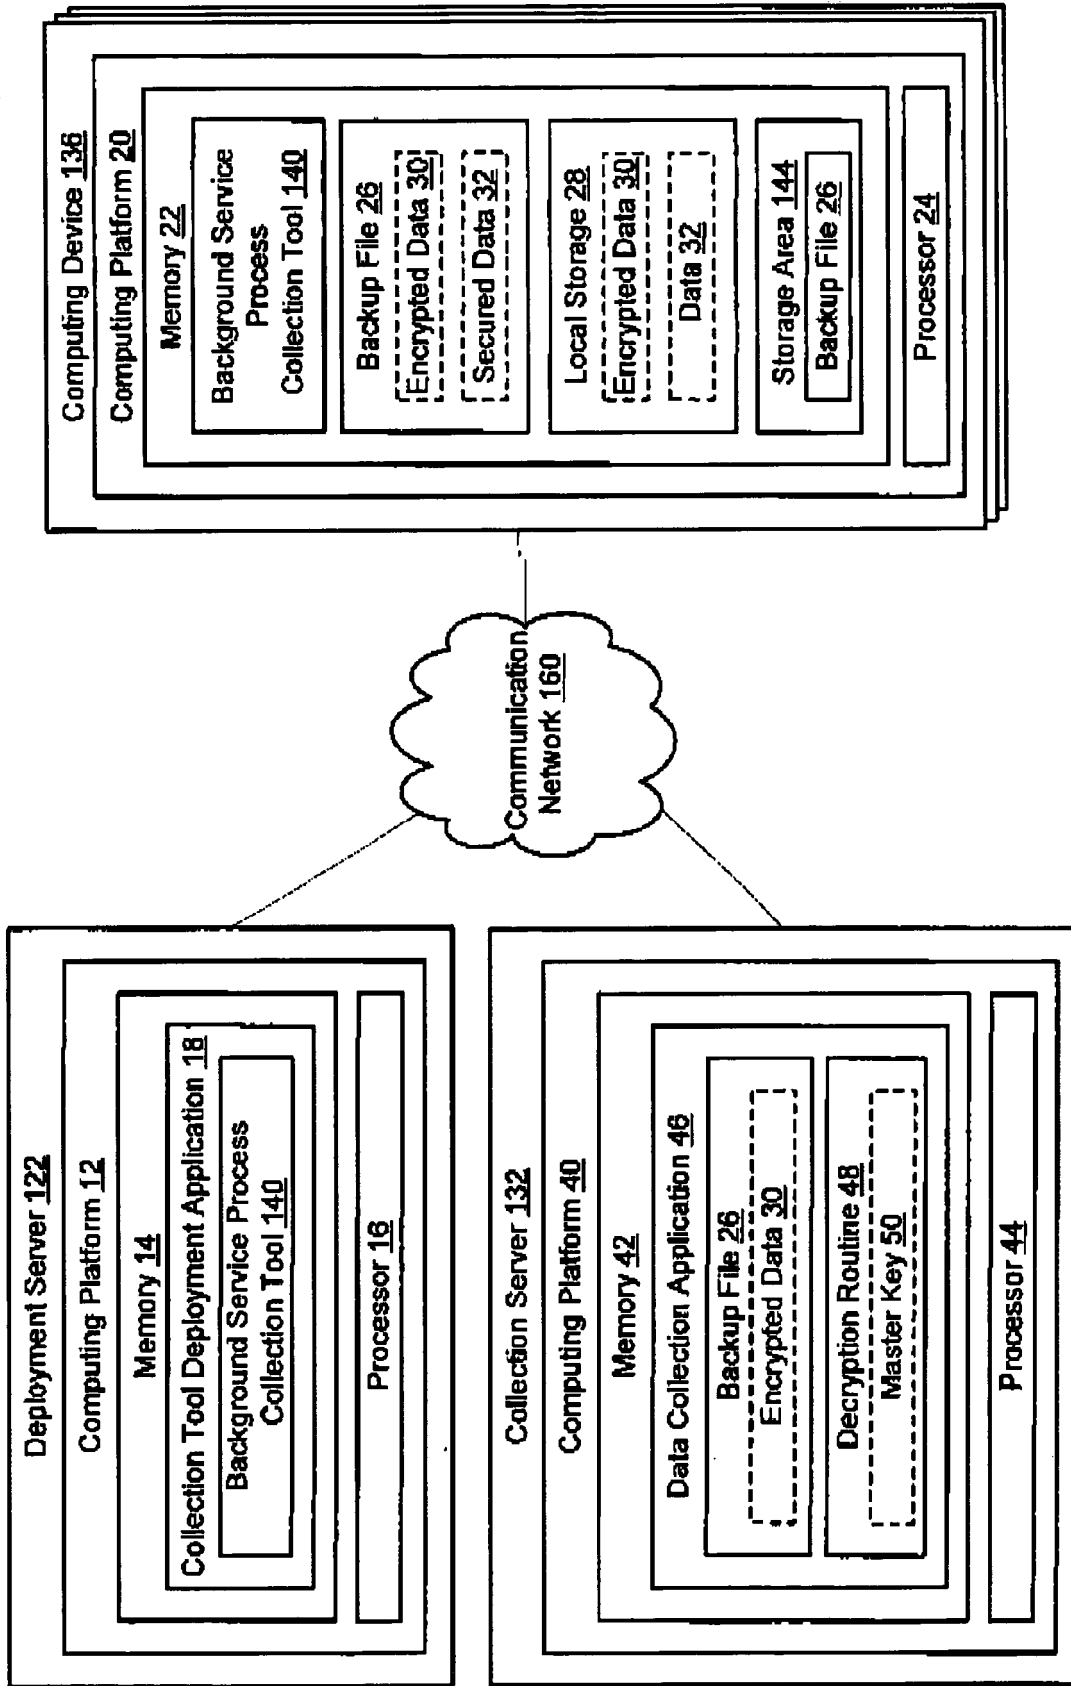 Deployment Server 122
Computing Platform 12
Memory 14
Collection Tool Deployment Application 18
Background Service Process
Collection Tool 140
Processor 16
Collection Server 132
Computing Platform 40
Memory 42
Data Collection Application 46
Backup File 26
Encrypted Data 30
Decryption Routine 48
Master Key 50
Processor 44
Communication
Network 160
Computing Device 136
Computing Platform 20
Memory 22
Background Service
Process
Collection Tool 140
Backup File 26
Encrypted Data 30
Secured Data 32
Local Storage 28
Encrypted Data 30
Data 32
Storage Area 144
Backup File 26
Processor 24